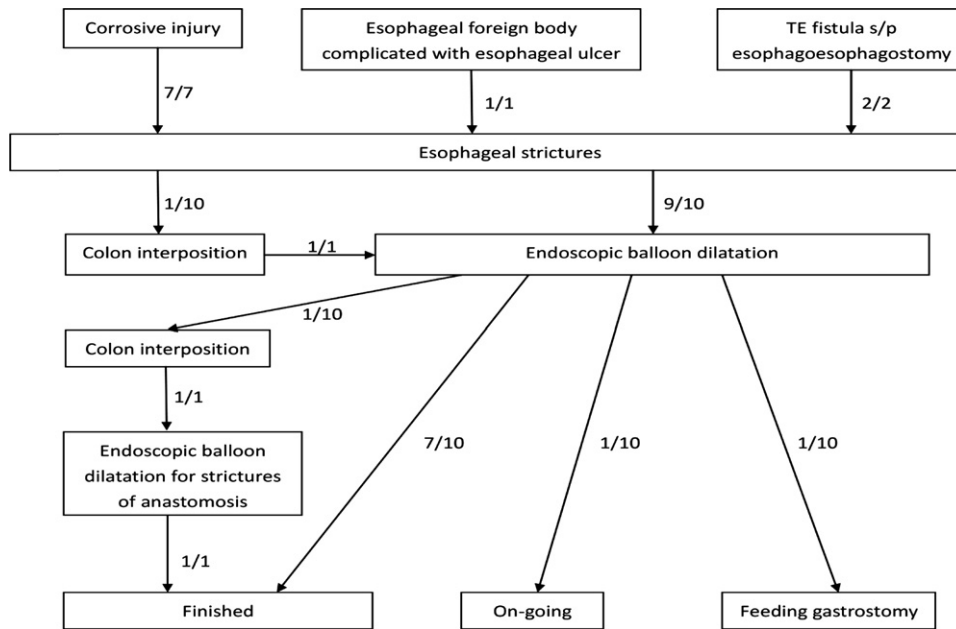 Corrosive injury
Esophageal foreign body
complicated with esophageal ulcer
TE fistula s/p
esophagoesophagostomy
7/7
1/1
2/2
Esophageal strictures
1/10
9/10
Colon interposition
1/1
Endoscopic balloon dilatation
1/10
Colon interposition
1/1
Endoscopic balloon
dilatation for strictures
of anastomosis
7/10
1/10
1/10
1/1
Finished
On-going
Feeding gastrostomy